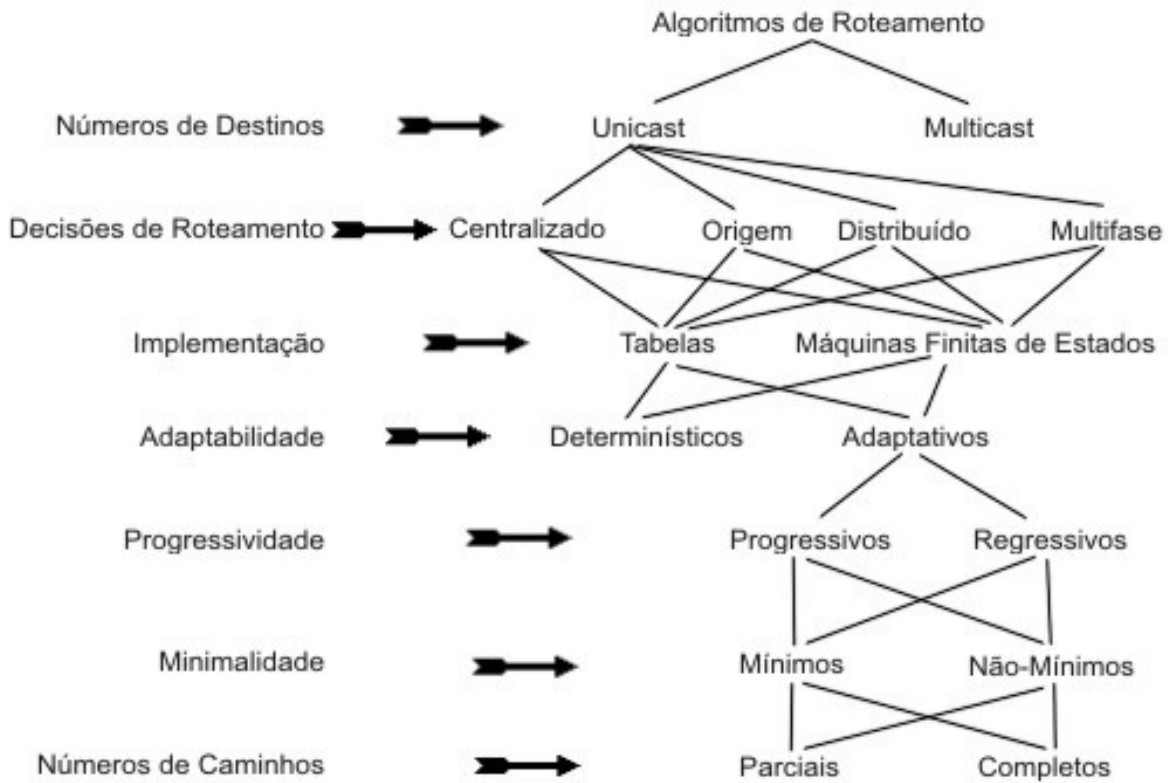 Algoritmos de Roteamento
Números de Destinos Unicast Multicast
Decisões de Roteamento Centralizado Origem Distribuído Multifase
Implementação Tabelas Máquinas Finitas de Estados
Adaptabilidade Determinísticos Adaptativos
Progressividade Progressivos Regressivos
Minimalidade Mínimos Não-Mínimos
Números de Caminhos Parciais Completos